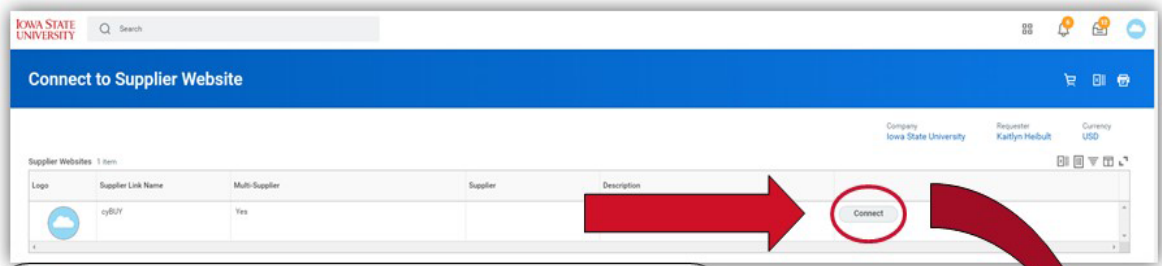 IOWA STATE
UNIVERSITY
Search
Connect to Supplier Website
Company
Iowa State University
Requester
Kaitlyn Heibult
Currency
USD
Supplier Websites 1 item
Logo Supplier Link Name Multi-Supplier Supplier Description
cyBUY Yes Connect